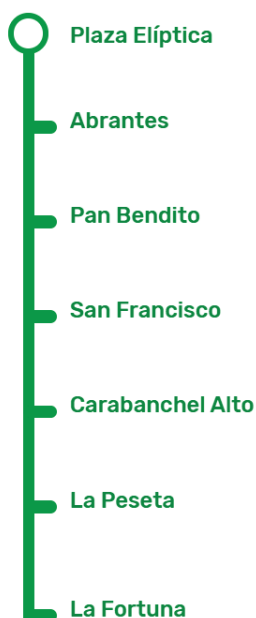 Plaza Elíptica
Abrantes
Pan Bendito
San Francisco
Carabanchel Alto
La Peseta
La Fortuna